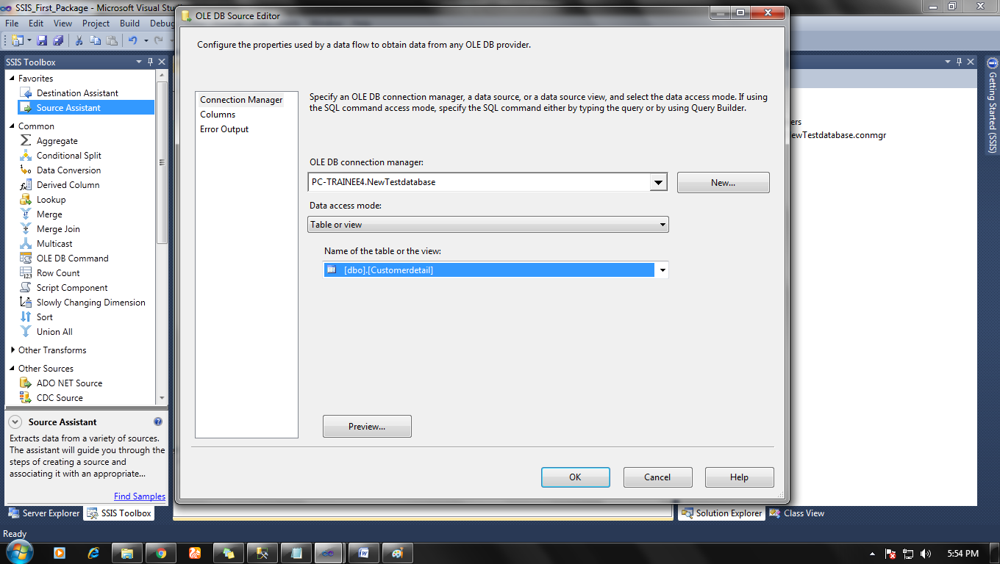 SSIS_First_Package - Microsoft Visual Stu
File Edit View Project Build Debu
SSIS Toolbox
Favorites
Destination Assistant
Source Assistant
Common
Aggregate
Conditional Split
Data Conversion
Derived Column
Lookup
Merge
Merge Join
Multicast
OLE DB Command
Row Count
Script Component
Slowly Changing Dimension
Sort
Union All
Other Transforms
Other Sources
ADO NET Source
CDC Source
Source Assistant
Extracts data from a variety of sources.
The assistant will guide you through the
steps of creating a source and
associating it with an appropriate...
Find Samples
Server Explorer SSIS Toolbox
OLE DB Source Editor
Configure the properties used by a data flow to obtain data from any OLE DB provider.
Connection Manager
Columns
Error Output
Specify an OLE DB connection manager, a data source, or a data source view, and select the data access mode. If using
the SQL command access mode, specify the SQL command either by typing the query or by using Query Builder.
OLE DB connection manager:
PC-TRAINEE4.NewTestdatabase
New...
Data access mode:
Table or view
Name of the table or the view:
[dbo].[Customerdetail]
Preview...
OK Cancel Help
ers
ewTestdatabase.conmgr
Getting Started (SSIS)
Solution Explorer Class View
Ready
5:54 PM